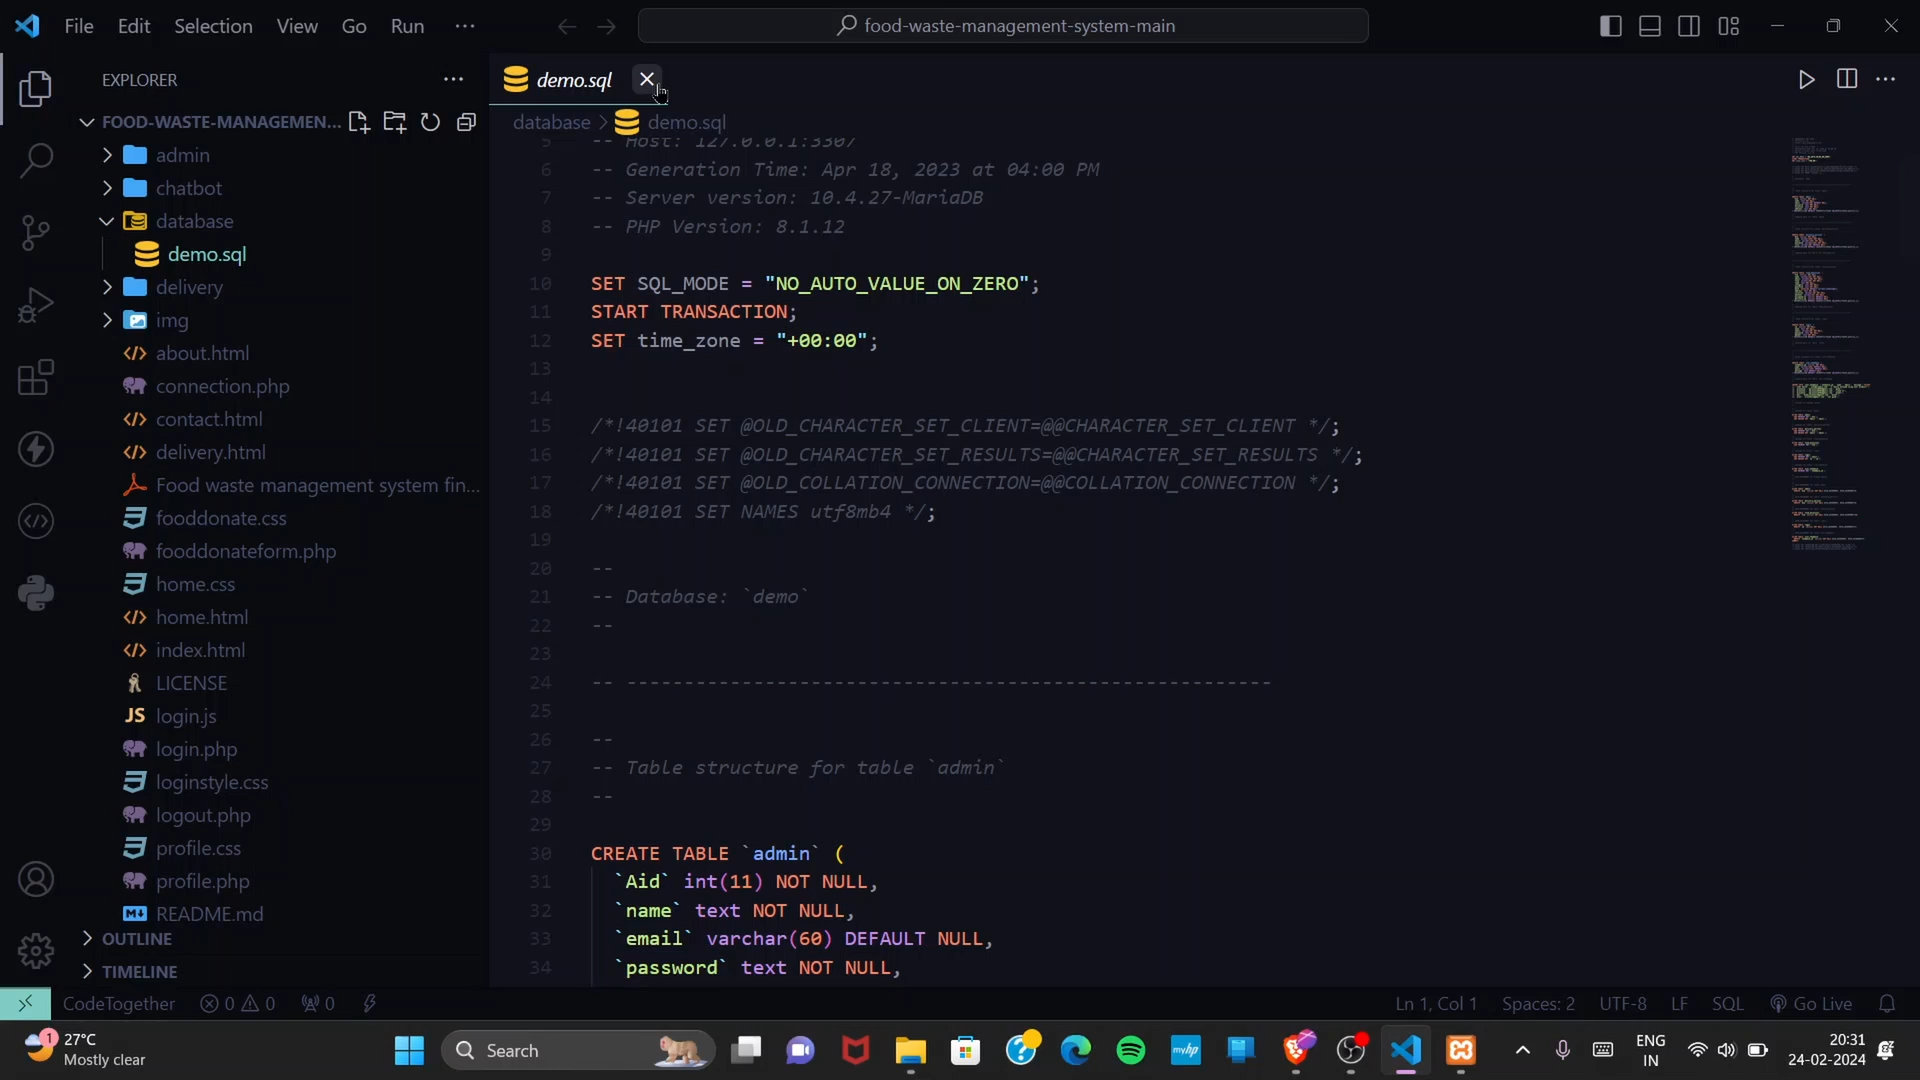 File Edit Selection View Go Run ···
food-waste-management-system-main
EXPLORER
FOOD-WASTE-MANAGEMEN...
admin
chatbot
database
demo.sql
delivery
img
about.html
connection.php
contact.html
delivery.html
Food waste management system fin...
fooddonate.css
fooddonateform.php
home.css
home.html
index.html
LICENSE
JS login.js
login.php
loginstyle.css
logout.php
profile.css
profile.php
README.md
OUTLINE
TIMELINE
demo.sql
database > demo.sql
5 -- Host: 127.0.0.1:3307
6 -- Generation Time: Apr 18, 2023 at 04:00 PM
7 -- Server version: 10.4.27-MariaDB
8 -- PHP Version: 8.1.12
9
10 SET SQL_MODE = "NO_AUTO_VALUE_ON_ZERO";
11 START TRANSACTION;
12 SET time_zone = "+00:00";
13
14
15 /*!40101 SET @OLD_CHARACTER_SET_CLIENT=@@CHARACTER_SET_CLIENT */;
16 /*!40101 SET @OLD_CHARACTER_SET_RESULTS=@@CHARACTER_SET_RESULTS */;
17 /*!40101 SET @OLD_COLLATION_CONNECTION=@@COLLATION_CONNECTION */;
18 /*!40101 SET NAMES utf8mb4 */;
19
20 --
21 -- Database: `demo`
22 --
23
24 -- --------------------------------------------------------
25
26 --
27 -- Table structure for table `admin`
28 --
29
30 CREATE TABLE `admin` (
31 `Aid` int(11) NOT NULL,
32 `name` text NOT NULL,
33 `email` varchar(60) DEFAULT NULL,
34 `password` text NOT NULL,
CodeTogether 0 0 0 Ln 1, Col 1 Spaces: 2 UTF-8 LF SQL Go Live
1 27°C
Mostly clear
Search
myhp
ENG
IN
20:31
24-02-2024